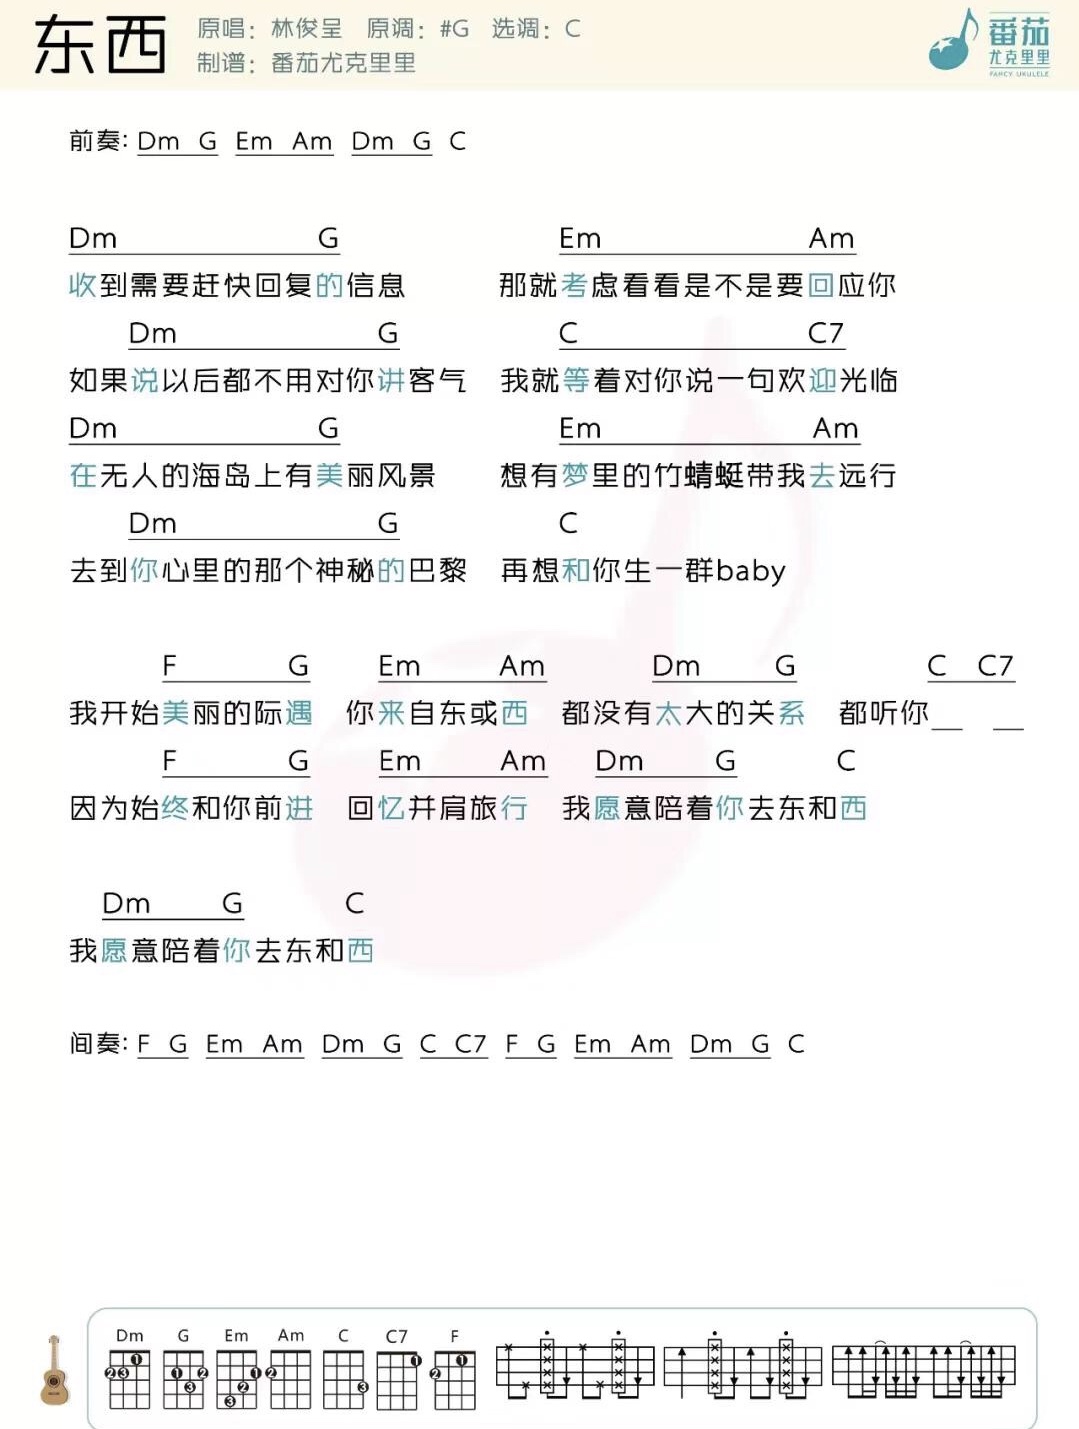 东西 原唱：林俊呈 原调：#G 选调：C
制谱：番茄尤克里里
番茄
尤克里里
FANCY UKULELE
前奏: Dm G Em Am Dm G C
Dm G Em Am
收到需要赶快回复的信息 那就考虑看看是不是要回应你
Dm G C C7
如果说以后都不用对你讲客气 我就等着对你说一句欢迎光临
Dm G Em Am
在无人的海岛上有美丽风景 想有梦里的竹蜻蜓带我去远行
Dm G C
去到你心里的那个神秘的巴黎 再想和你生一群baby
F G Em Am Dm G C C7
我开始美丽的际遇 你来自东或西 都没有太大的关系 都听你__ __
F G Em Am Dm G C
因为始终和你前进 回忆并肩旅行 我愿意陪着你去东和西
Dm G C
我愿意陪着你去东和西
间奏: F G Em Am Dm G C C7 F G Em Am Dm G C
Dm G Em Am C C7 F